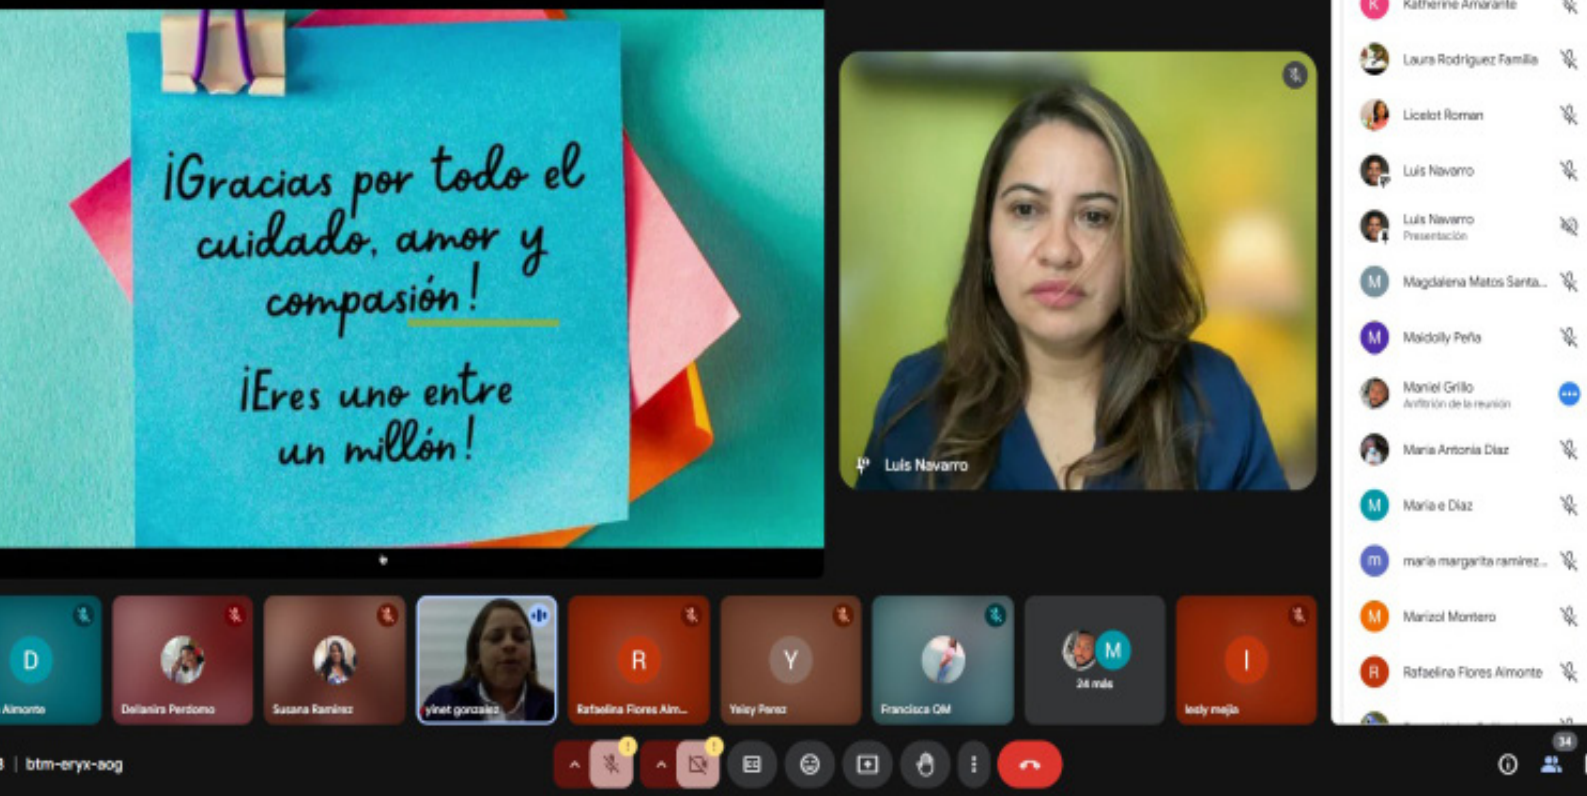 ¡Gracias por todo el
cuidado, amor y
compasión!
¡Eres uno entre
un millón!
Luis Navarro
Katherine Amarante
Laura Rodriguez Familia
Licelot Roman
Luis Navarro
Luis Navarro
Presentación
M
Magdalena Matos Santa...
M
Maidolly Peña
Maniel Grillo
Anfitrión de la reunión
Maria Antonia Diaz
M
Maria e Diaz
m
maria margarita ramirez...
M
Marizol Montero
R
Rafaelina Flores Almonte
D
Almonte
Dellanira Perdomo
Susana Ramirez
yinet gonzalez
R
Rafaelina Flores Alm...
Y
Yeisy Perez
Francisca QM
M
24 más
I
lesly mejia
btm-eryx-aog
34